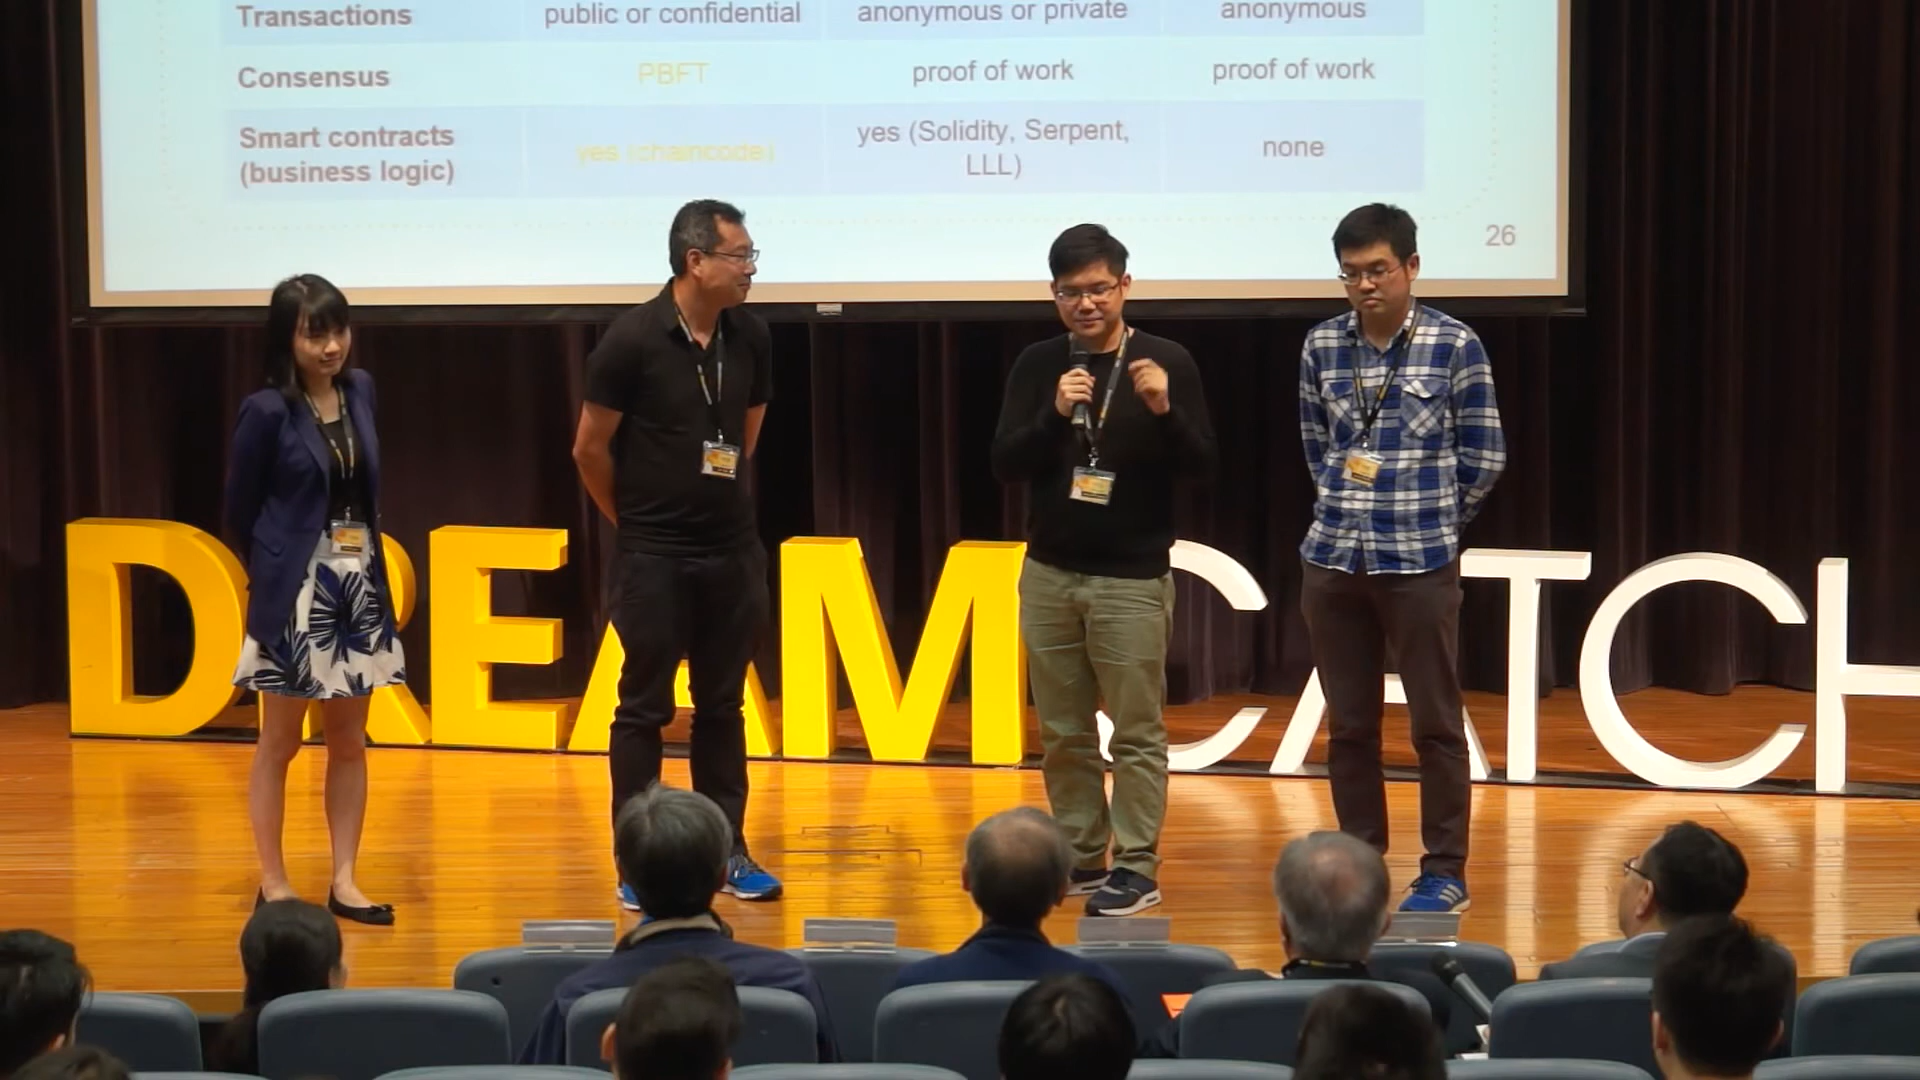 Transactions public or confidential anonymous or private anonymous
Consensus PBFT proof of work proof of work
Smart contracts
(business logic)
yes (chaincode)
yes (Solidity, Serpent,
LLL)
none
26
DREAM CATCH